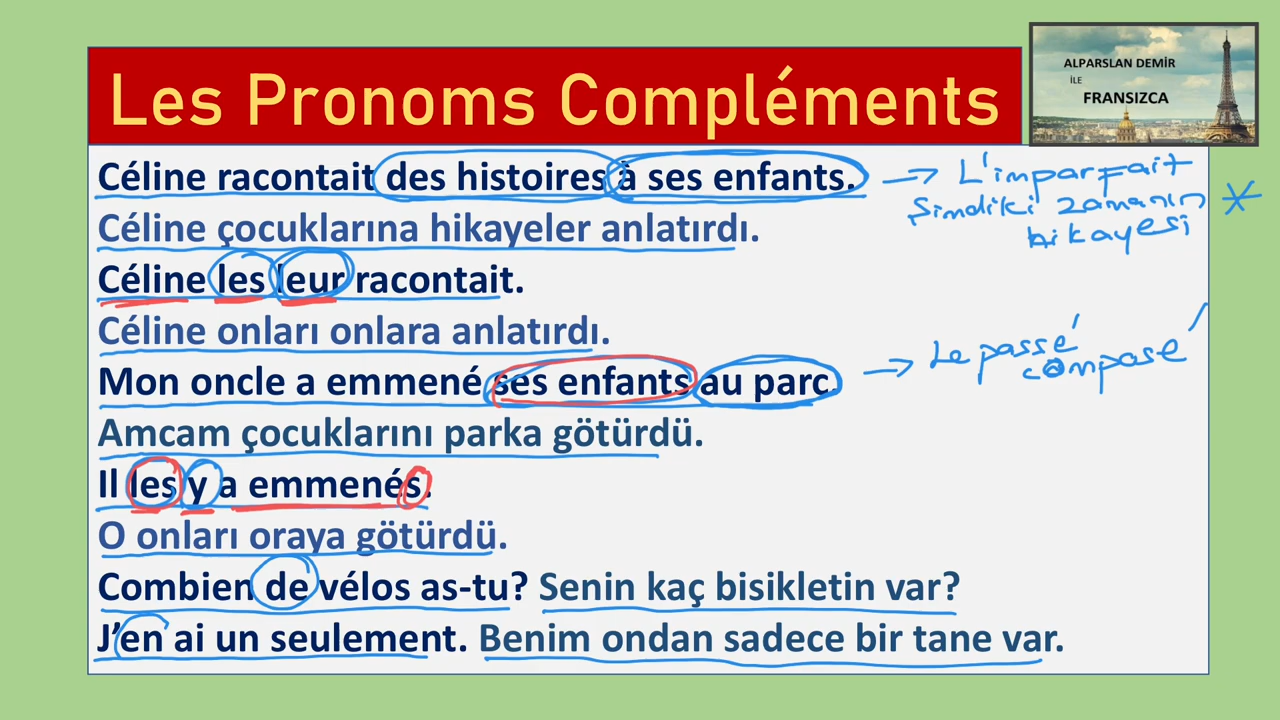 Les Pronoms Compléments
ALPARSLAN DEMİR
İLE
FRANSIZCA
Céline racontait des histoires à ses enfants. → L'imparfait
Şimdiki zamanın
hikayesi
Céline çocuklarına hikayeler anlatırdı.
Céline les leur racontait.
Céline onları onlara anlatırdı.
Mon oncle a emmené ses enfants au parc. → Le passé
composé
Amcam çocuklarını parka götürdü.
Il les y a emmenés.
O onları oraya götürdü.
Combien de vélos as-tu? Senin kaç bisikletin var?
J’en ai un seulement. Benim ondan sadece bir tane var.